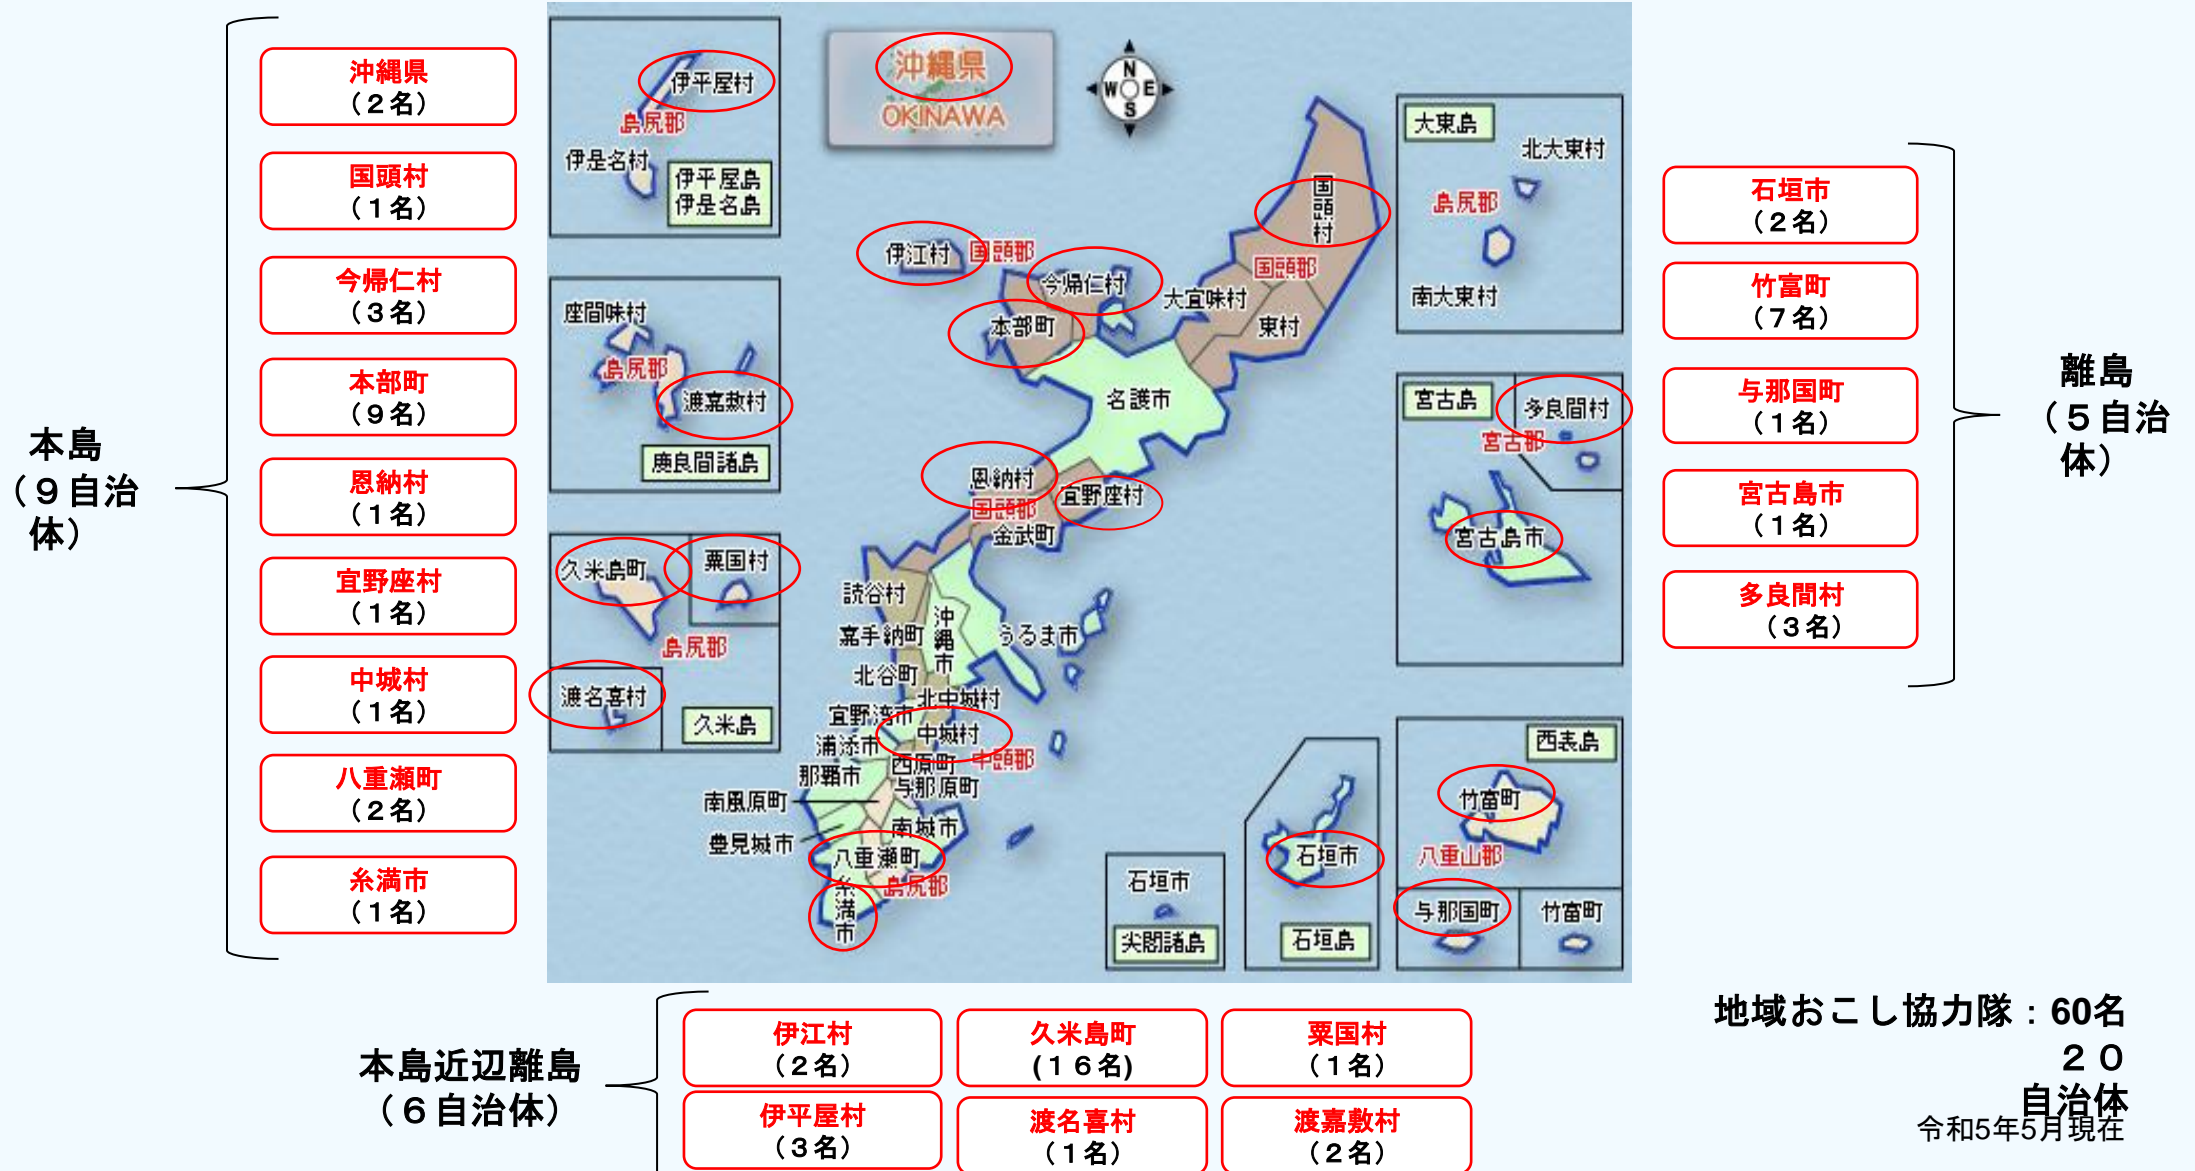 本島
（９自治
体）
沖縄県
（２名）
国頭村
（１名）
今帰仁村
（３名）
本部町
（９名）
恩納村
（１名）
宜野座村
（１名）
中城村
（１名）
八重瀬町
（２名）
糸満市
（１名）
伊平屋村
島尻郡
伊是名村
伊平屋島
伊是名島
座間味村
島尻郡
渡嘉敷村
慶良間諸島
久米島町
粟国村
島尻郡
渡名喜村
久米島
沖縄県
OKINAWA
N
W
E
S
伊江村
国頭郡
今帰仁村
本部町
国頭村
国頭郡
大宜味村
東村
名護市
恩納村
国頭郡
宜野座村
金武町
読谷村
沖縄市
嘉手納町
うるま市
北谷町
北中城村
宜野湾市
中城村
浦添市
西原町
中頭郡
那覇市
与那原町
南風原町
南城市
豊見城市
八重瀬町
島尻郡
糸満市
大東島
北大東村
島尻郡
南大東村
宮古島
多良間村
宮古郡
宮古島市
西表島
竹富町
八重山郡
与那国町
竹富町
石垣市
石垣島
石垣市
尖閣諸島
石垣市
（２名）
竹富町
（７名）
与那国町
（１名）
宮古島市
（１名）
多良間村
（３名）
離島
（５自治
体）
本島近辺離島
（６自治体）
伊江村
（２名）
久米島町
(１６名)
粟国村
（１名）
伊平屋村
（３名）
渡名喜村
（１名）
渡嘉敷村
（２名）
地域おこし協力隊：60名
２０
自治体
令和5年5月現在